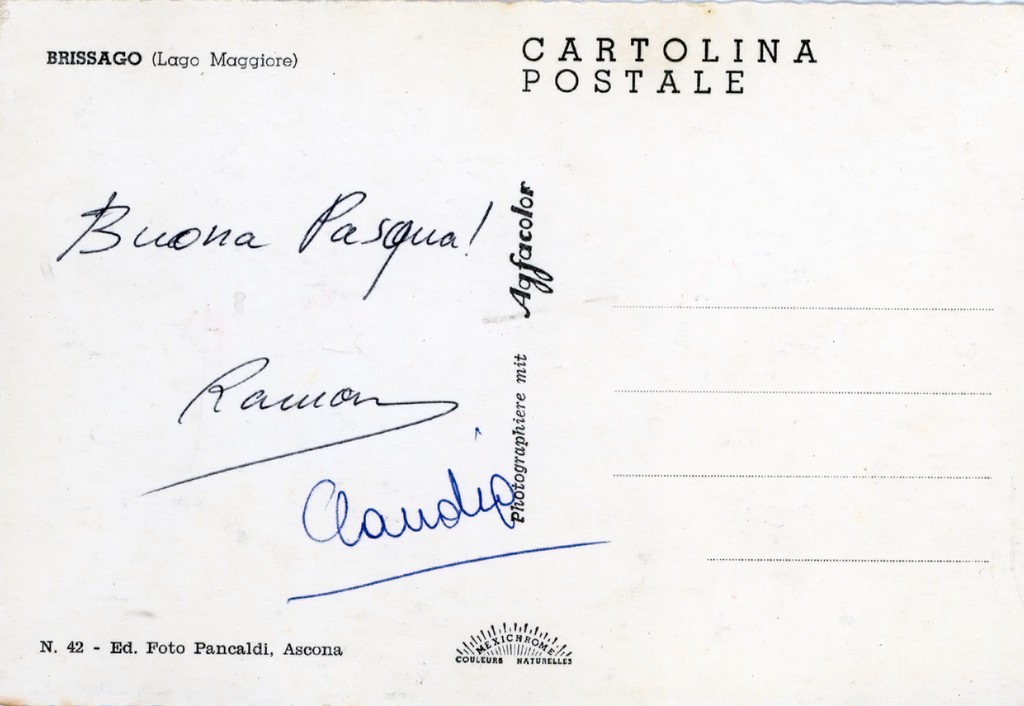 BRISSAGO (Lago Maggiore)
CARTOLINA
POSTALE
Buona Pasqua!
Ramon
Claudio
Photographiere mit Agfacolor
N. 42 - Ed. Foto Pancaldi, Ascona
MEXICHROME
COULEURS NATURELLES